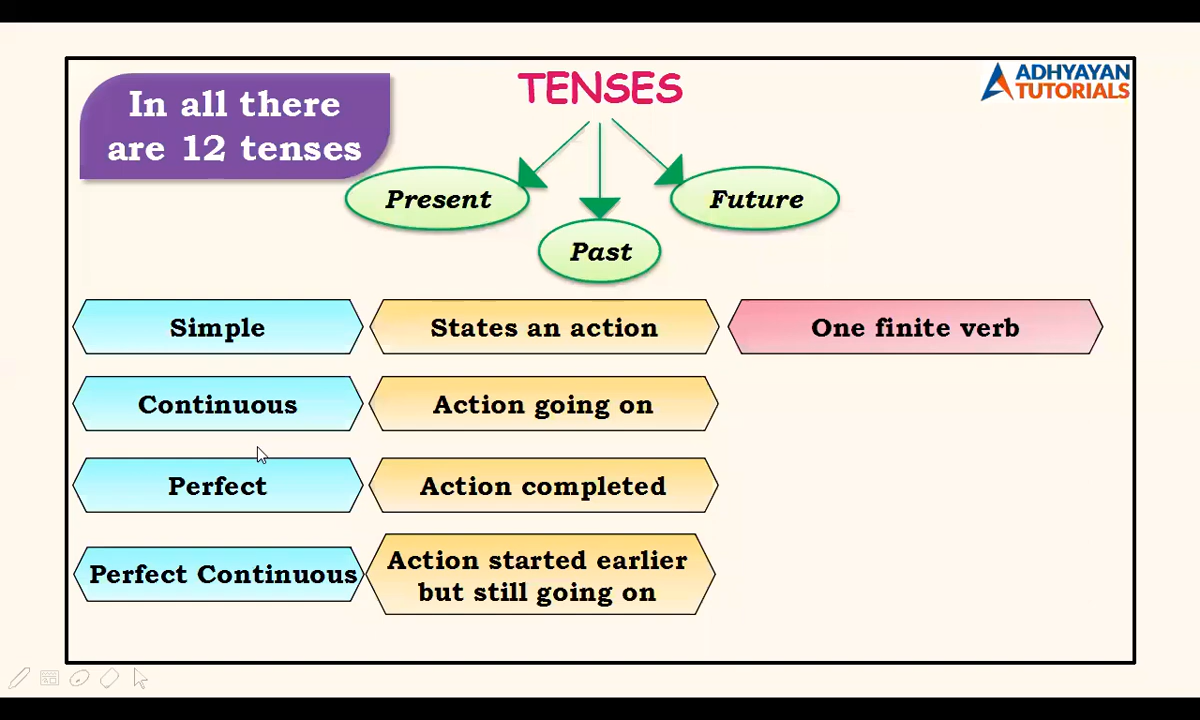 In all there
are 12 tenses
TENSES
ADHYAYAN
TUTORIALS
Present
Past
Future
Simple
States an action
One finite verb
Continuous
Action going on
Perfect
Action completed
Perfect Continuous
Action started earlier
but still going on